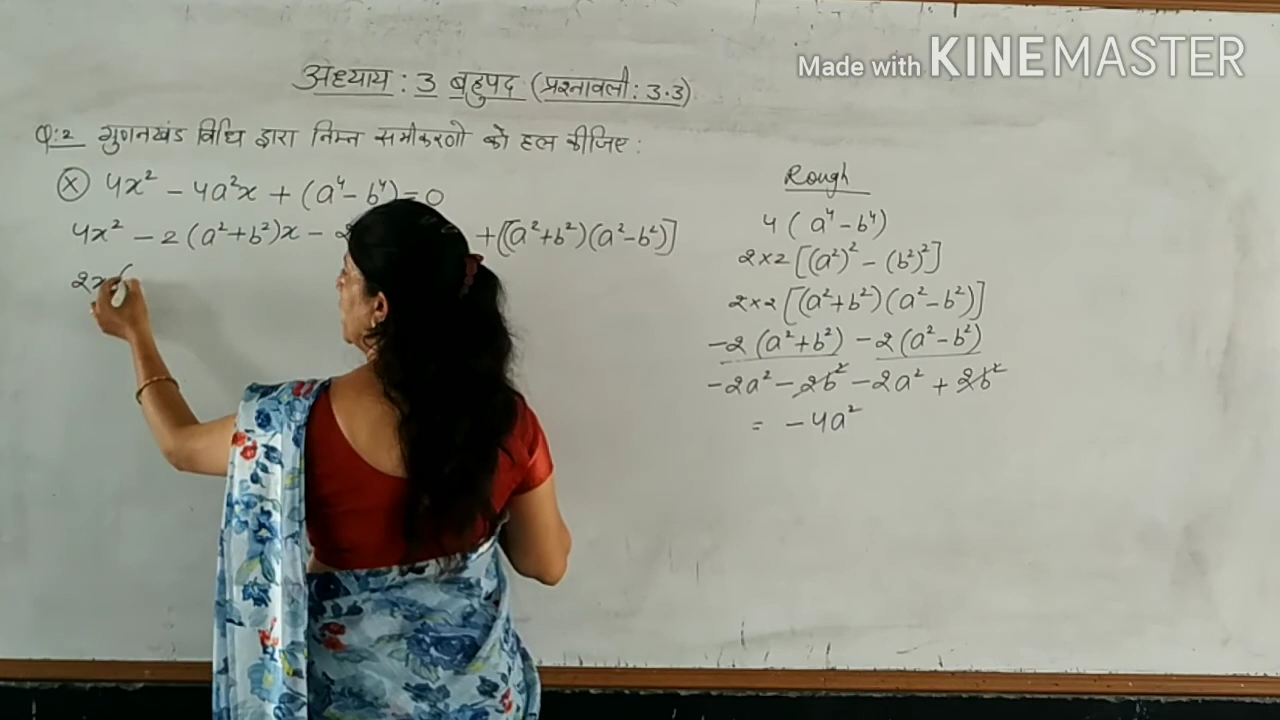 Made with KINEMASTER
अध्याय : 3 बहुपद (प्रश्नावली : 3.3)
Q:2 गुणनखंड विधि द्वारा निम्न समीकरणो को हल कीजिए :
(x) 4x² - 4a²x + (a⁴ - b⁴) = 0
4x² - 2(a²+b²)x - 2 + [(a²+b²)(a²-b²)]
2x(
Rough
4(a⁴-b⁴)
2×2[(a²)² - (b²)²]
2×2[(a²+b²)(a²-b²)]
-2(a²+b²) -2(a²-b²)
-2a² - 2b² - 2a² + 2b²
= -4a²